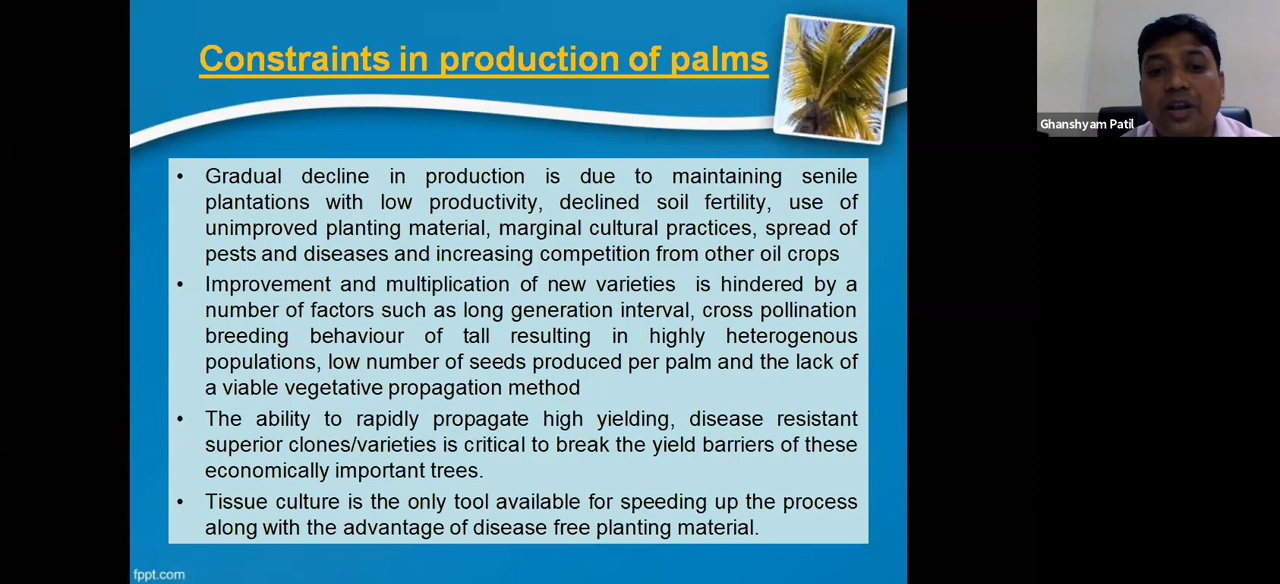 Constraints in production of palms
Ghanshyam Patil
• Gradual decline in production is due to maintaining senile
plantations with low productivity, declined soil fertility, use of
unimproved planting material, marginal cultural practices, spread of
pests and diseases and increasing competition from other oil crops
• Improvement and multiplication of new varieties is hindered by a
number of factors such as long generation interval, cross pollination
breeding behaviour of tall resulting in highly heterogenous
populations, low number of seeds produced per palm and the lack of
a viable vegetative propagation method
• The ability to rapidly propagate high yielding, disease resistant
superior clones/varieties is critical to break the yield barriers of these
economically important trees.
• Tissue culture is the only tool available for speeding up the process
along with the advantage of disease free planting material.
fppt.com